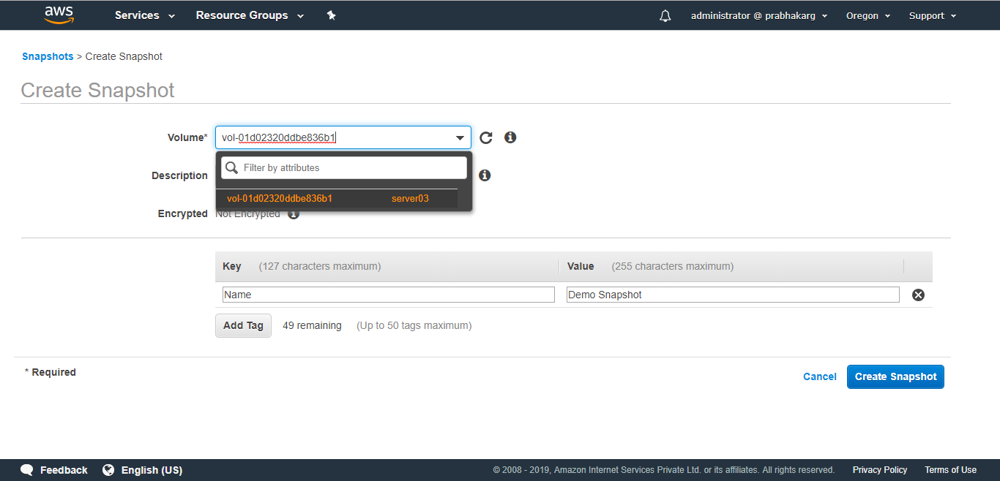 aws Services Resource Groups administrator @ prabhakarg Oregon Support
Snapshots > Create Snapshot
Create Snapshot
Volume* vol-01d02320ddbe836b1
Filter by attributes
Description
vol-01d02320ddbe836b1 server03
Encrypted Not Encrypted
Key (127 characters maximum) Value (255 characters maximum)
Name Demo Snapshot
Add Tag 49 remaining (Up to 50 tags maximum)
* Required
Cancel Create Snapshot
Feedback English (US) © 2008 - 2019, Amazon Internet Services Private Ltd. or its affiliates. All rights reserved. Privacy Policy Terms of Use